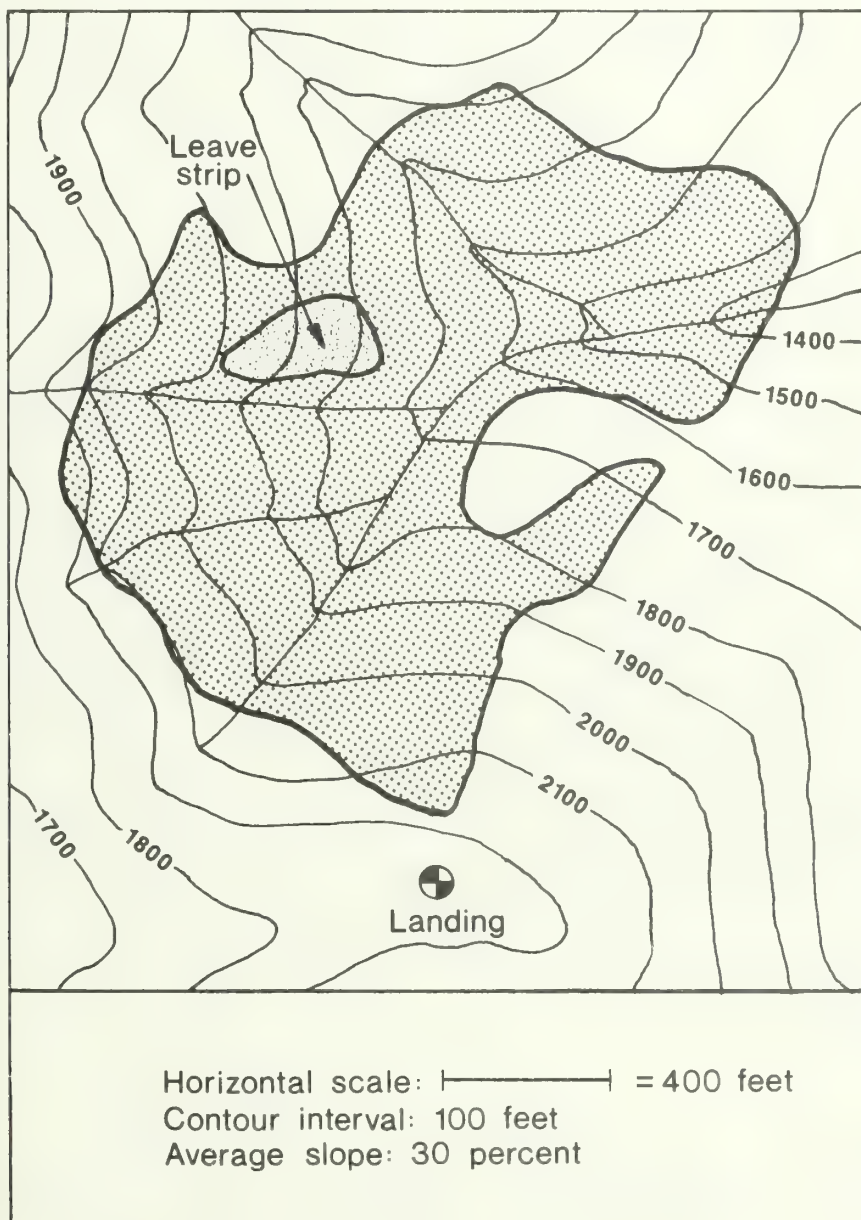 Leave
strip
1900
1400
1500
1600
1700
1800
1900
2000
2100
1700
1800
Landing
Horizontal scale: = 400 feet
Contour interval: 100 feet
Average slope: 30 percent